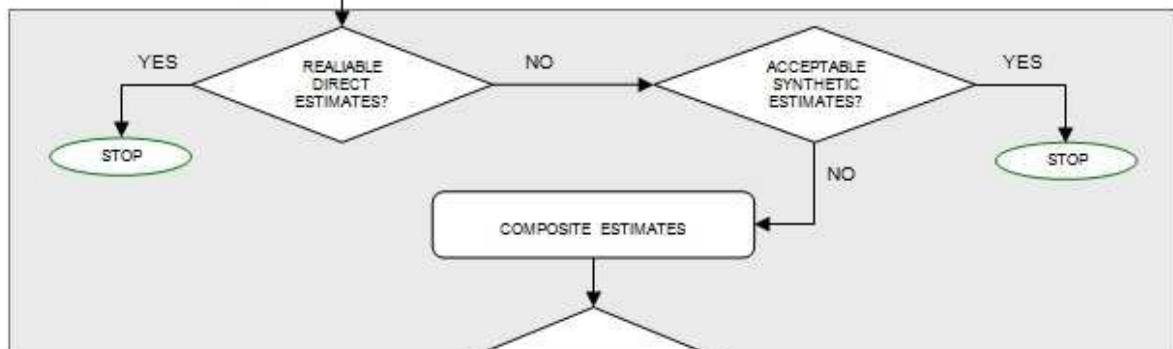 YES
REALIABLE
DIRECT
ESTIMATES?
NO
ACCEPTABLE
SYNTHETIC
ESTIMATES?
YES
STOP
STOP
NO
COMPOSITE ESTIMATES